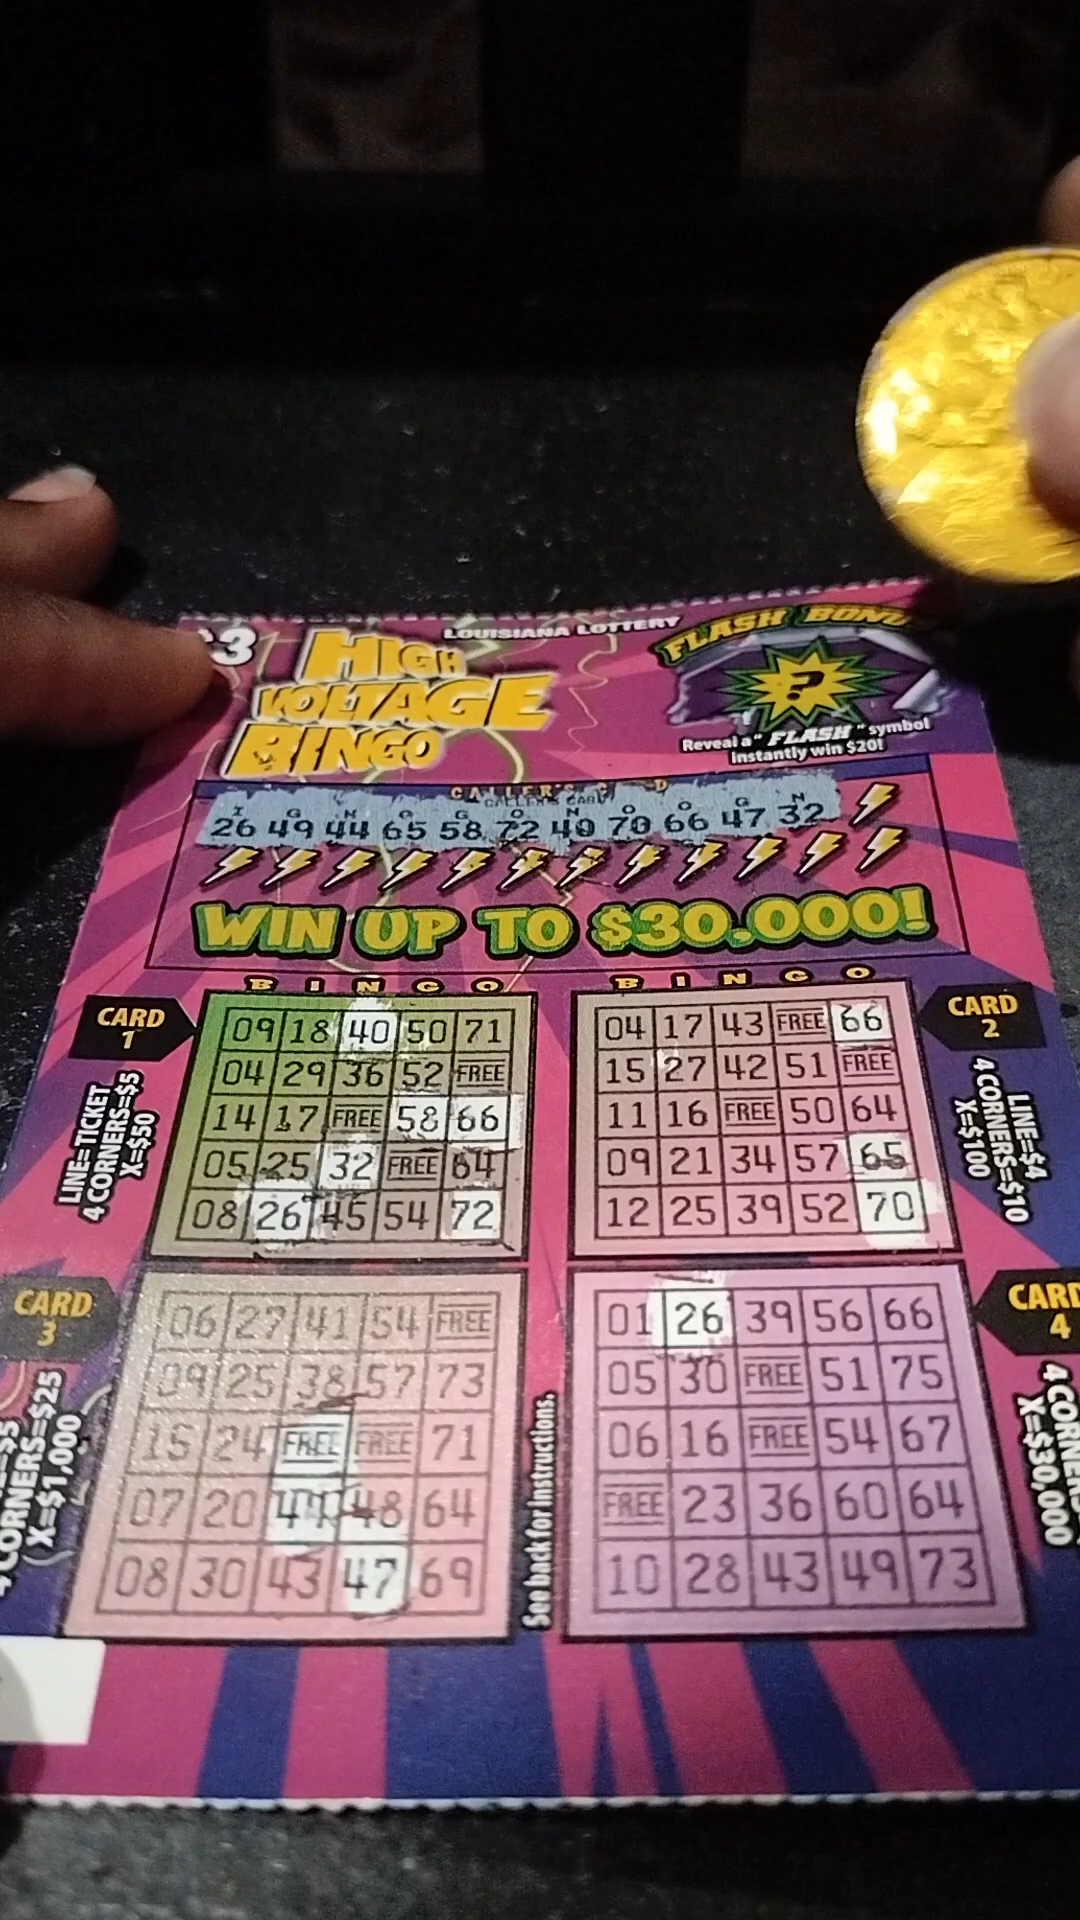 $3
LOUISIANA LOTTERY
HIGH
VOLTAGE
BINGO
FLASH BONU
?
Reveal a "FLASH" symbol
instantly win $20!
CALLER'S C D
CALLER'S CARD
I G N O G O N O O G N
26 49 44 65 58 72 40 70 66 47 32
WIN UP TO $30,000!
B I N G O
CARD
1
LINE=TICKET
4 CORNERS=$5
X=$50
09 18 40 50 71
04 29 36 52 FREE
14 17 FREE 58 66
05 25 32 FREE 64
08 26 45 54 72
B I N G O
CARD
2
LINE=$4
4 CORNERS=$10
X=$100
04 17 43 FREE 66
15 27 42 51 FREE
11 16 FREE 50 64
09 21 34 57 65
12 25 39 52 70
CARD
3
=$5
4 CORNERS=$25
X=$1,000
06 27 41 54 FREE
09 25 38 57 73
15 24 FREE FREE 71
07 20 44 48 64
08 30 43 47 69
See back for instructions.
CARD
4
4 CORNERS
X=$30,000
01 26 39 56 66
05 30 FREE 51 75
06 16 FREE 54 67
FREE 23 36 60 64
10 28 43 49 73